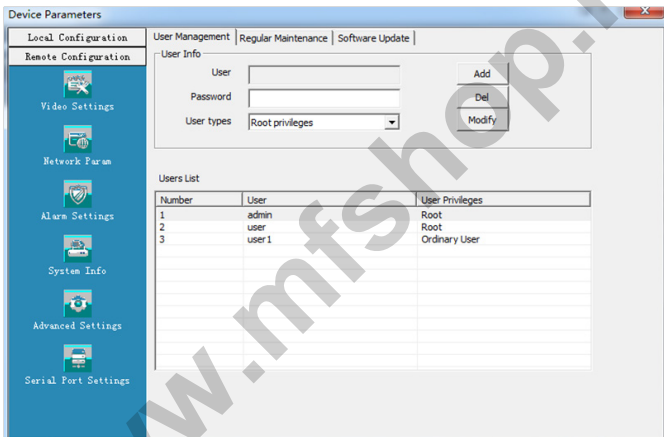 Device Parameters
Local Configuration
Remote Configuration
Video Settings
Network Param
Alarm Settings
System Info
Advanced Settings
Serial Port Settings
User Management Regular Maintenance Software Update
User Info
User Add
Password Del
User types Root privileges Modify
Users List
Number User User Privileges
1 admin Root
2 user Root
3 user1 Ordinary User
www.mfshop.